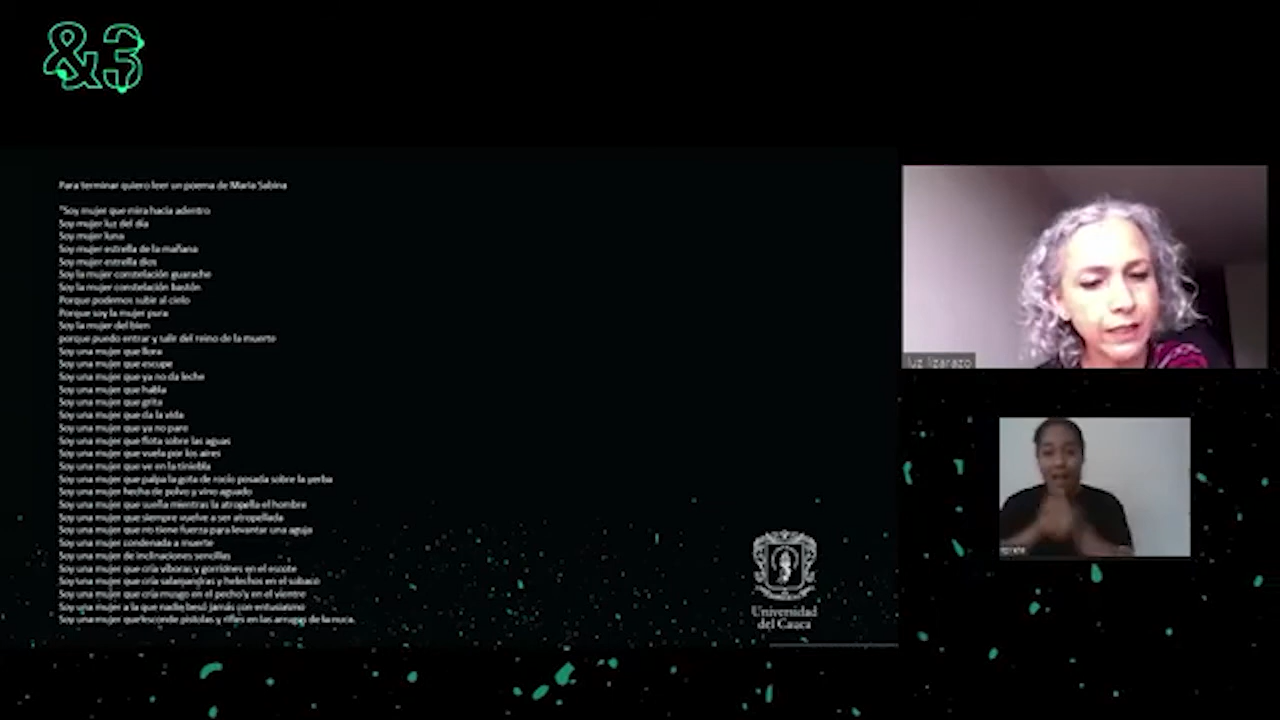 &3
Para terminar quiero leer un poema de Maria Sabina
"Soy mujer que mira hacia adentro
Soy mujer luz del día
Soy mujer luna
Soy mujer estrella de la mañana
Soy mujer estrella dios
Soy la mujer constelación guarache
Soy la mujer constelación bastón
Porque podemos subir al cielo
Porque soy la mujer pura
Soy la mujer del bien
porque puedo entrar y salir del reino de la muerte
Soy una mujer que llora
Soy una mujer que escupe
Soy una mujer que ya no da leche
Soy una mujer que habla
Soy una mujer que grita
Soy una mujer que da la vida
Soy una mujer que ya no pare
Soy una mujer que flota sobre las aguas
Soy una mujer que vuela por los aires
Soy una mujer que ve en la tiniebla
Soy una mujer que palpa la gota de rocío posada sobre la yerba
Soy una mujer hecha de polvo y vino aguado
Soy una mujer que sueña mientras la atropella el hombre
Soy una mujer que siempre vuelve a ser atropellada
Soy una mujer que no tiene fuerza para levantar una aguja
Soy una mujer condenada a muerte
Soy una mujer de inclinaciones sencillas
Soy una mujer que cría víboras y gorriones en el escote
Soy una mujer que cría salamandras y helechos en el sobaco
Soy una mujer que cría musgo en el pecho y en el vientre
Soy una mujer a la que nadie besó jamás con entusiasmo
Soy una mujer que esconde pistolas y rifles en las arrugas de la nuca.
luz lizarazo
Universidad
del Cauca